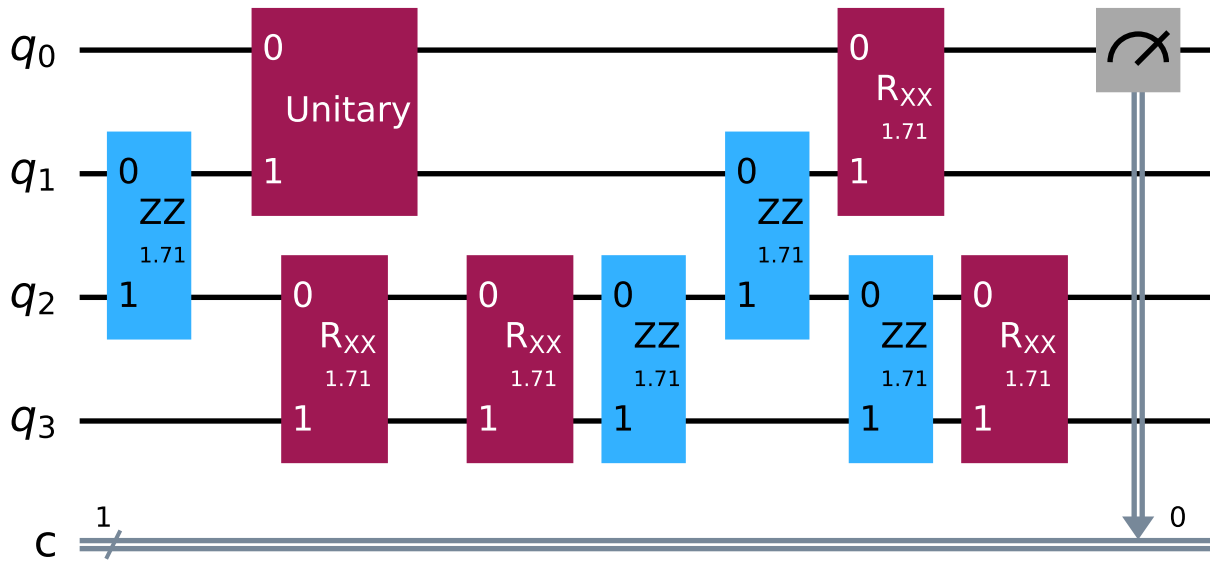 q0 0 0
Unitary RXX
1.71
q1 0 1 0 1
ZZ ZZ
1.71 1.71
q2 1 0 0 0 1 0 0
RXX RXX ZZ ZZ RXX
1.71 1.71 1.71 1.71 1.71
q3 1 1 1 1 1
1 0
c